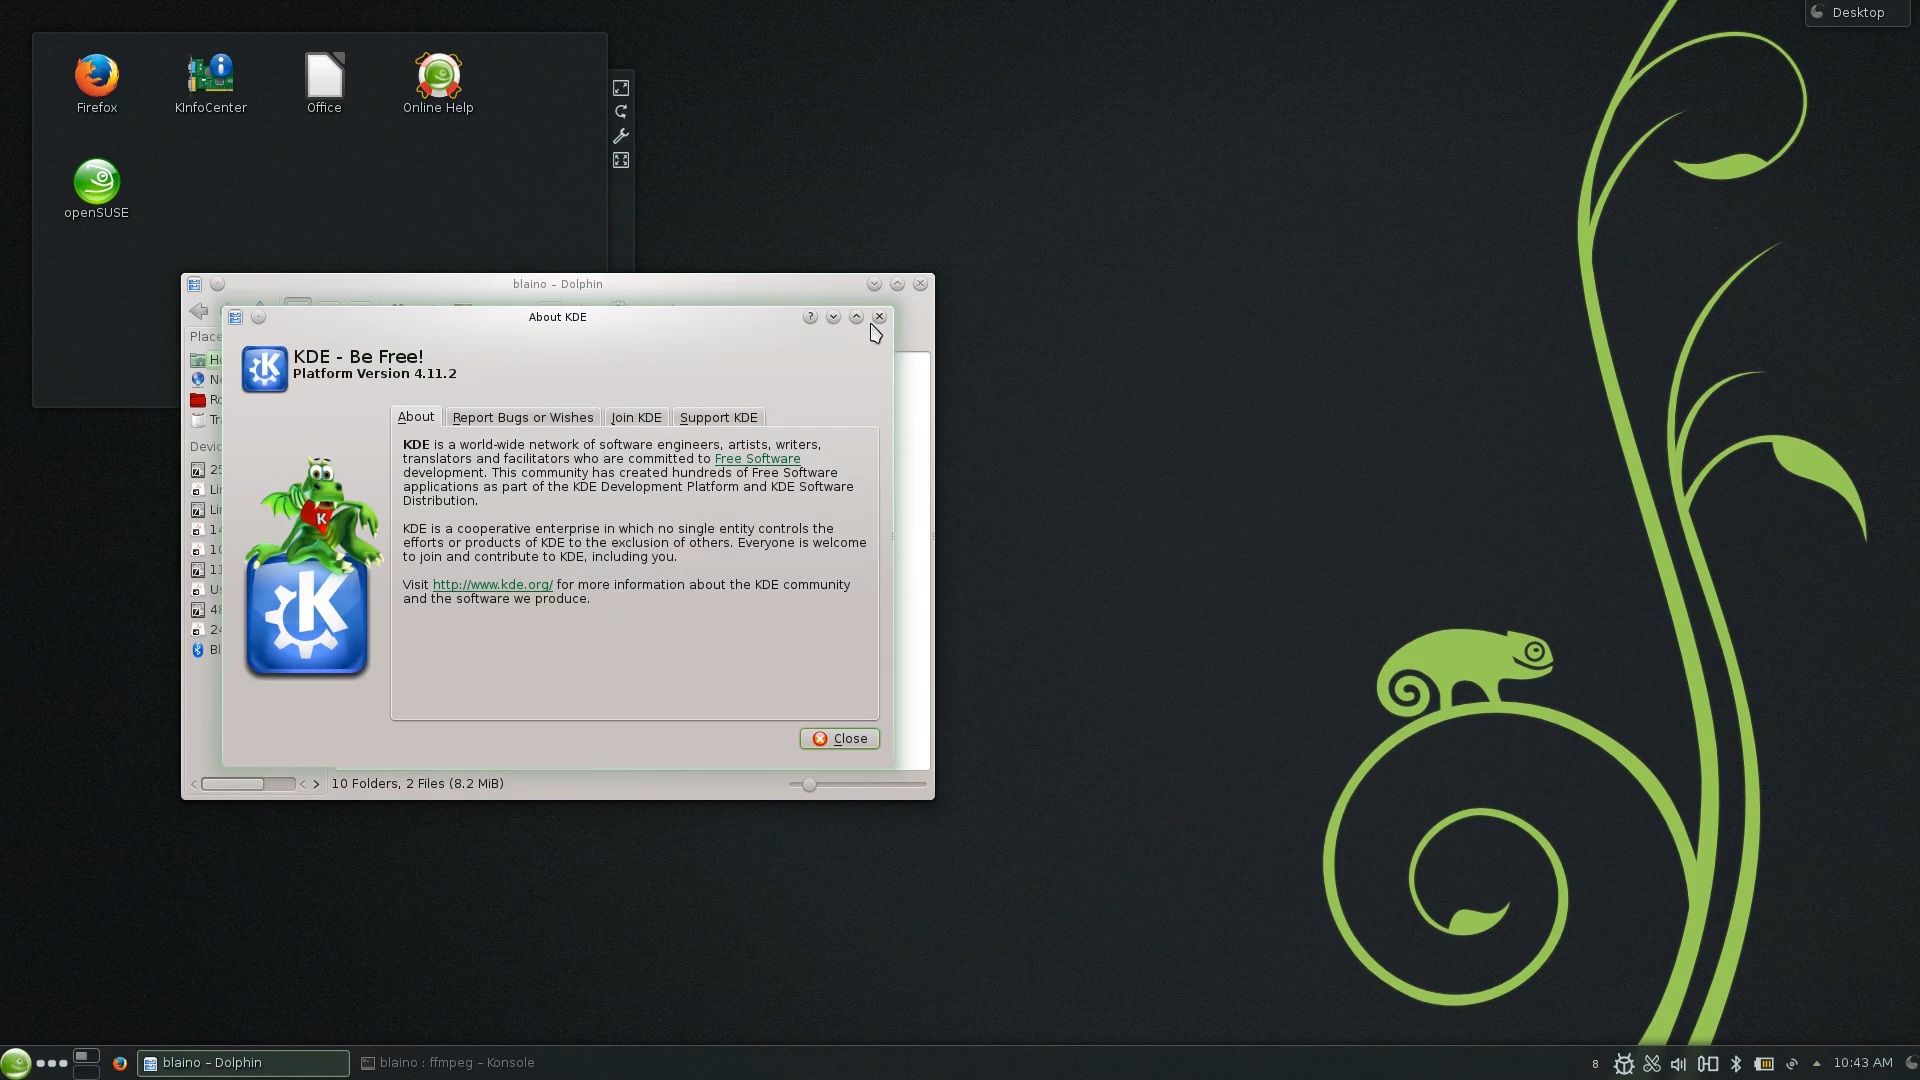 Desktop
Firefox
KInfoCenter
Office
Online Help
openSUSE
blaino – Dolphin
About KDE
KDE - Be Free!
Platform Version 4.11.2
About
Report Bugs or Wishes
Join KDE
Support KDE
KDE is a world-wide network of software engineers, artists, writers,
translators and facilitators who are committed to Free Software
development. This community has created hundreds of Free Software
applications as part of the KDE Development Platform and KDE Software
Distribution.
KDE is a cooperative enterprise in which no single entity controls the
efforts or products of KDE to the exclusion of others. Everyone is welcome
to join and contribute to KDE, including you.
Visit http://www.kde.org/ for more information about the KDE community
and the software we produce.
Close
10 Folders, 2 Files (8.2 MiB)
blaino – Dolphin
blaino : ffmpeg – Konsole
8
10:43 AM